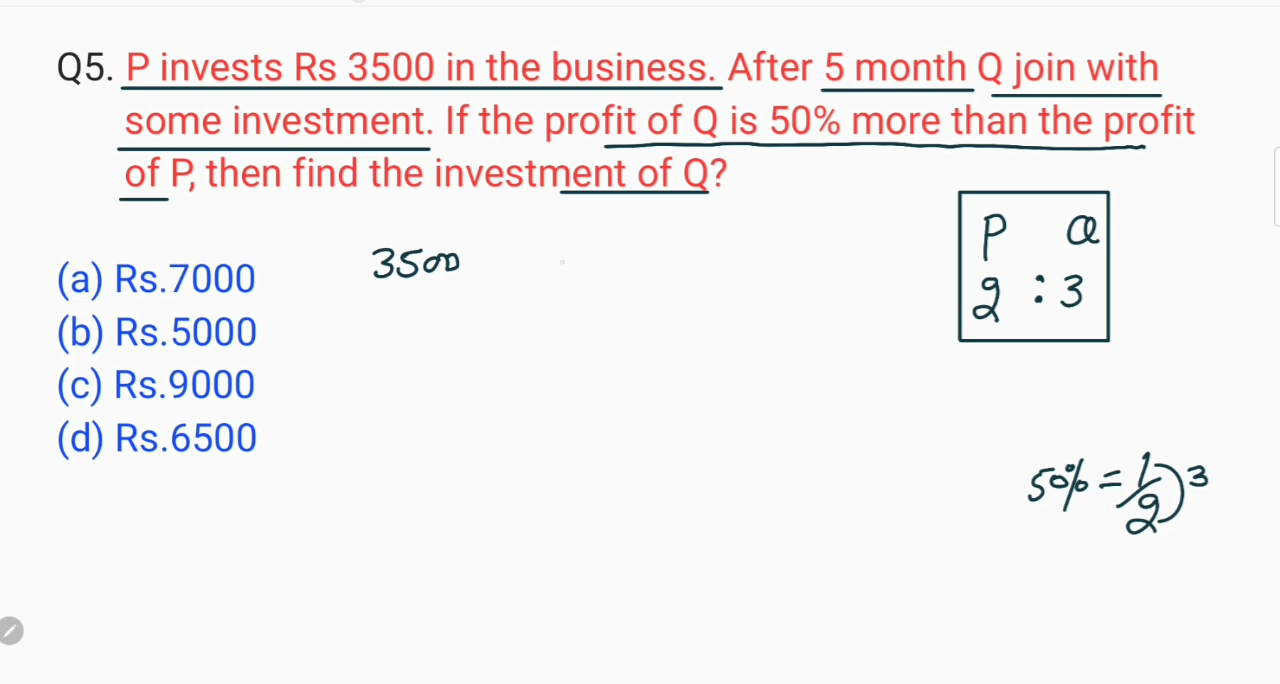 Q5. P invests Rs 3500 in the business. After 5 month Q join with
some investment. If the profit of Q is 50% more than the profit
of P, then find the investment of Q?
P Q
2 : 3
3500
(a) Rs.7000
(b) Rs.5000
(c) Rs.9000
(d) Rs.6500
50% = 1/2)3